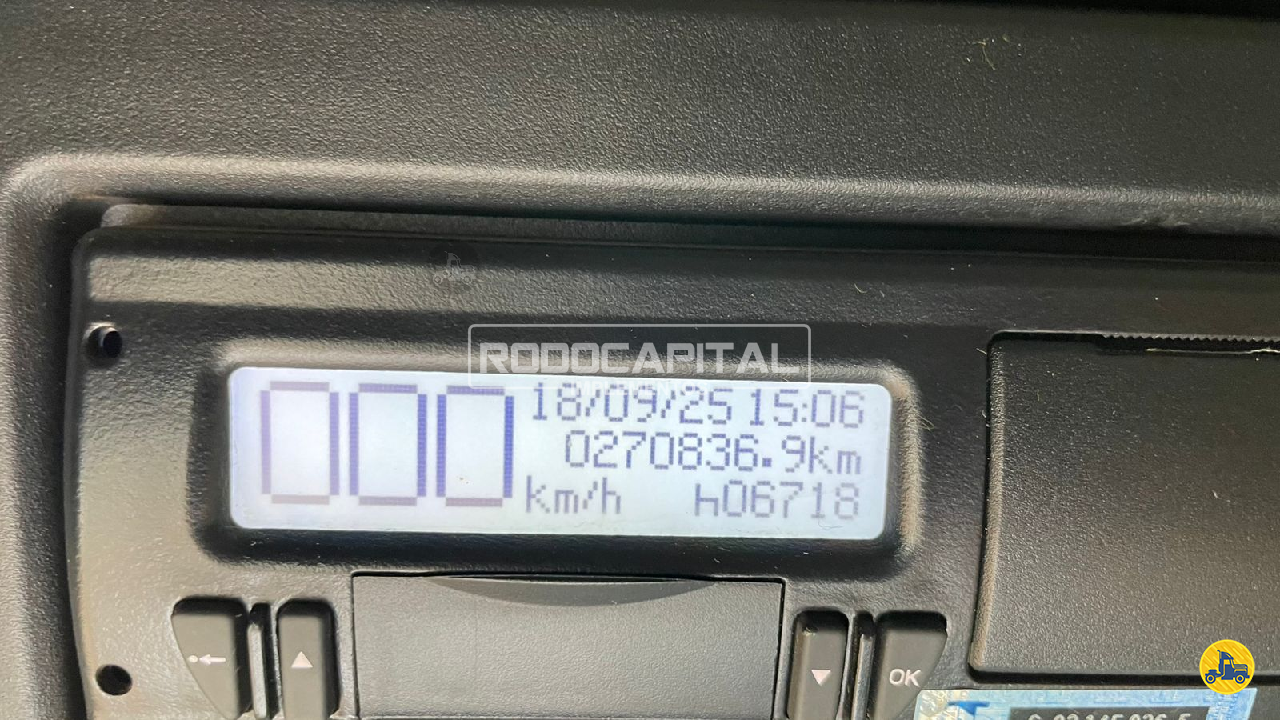 RODOCAPITAL
000
18/09/25 15:06
0270836.9km
km/h h06718
OK